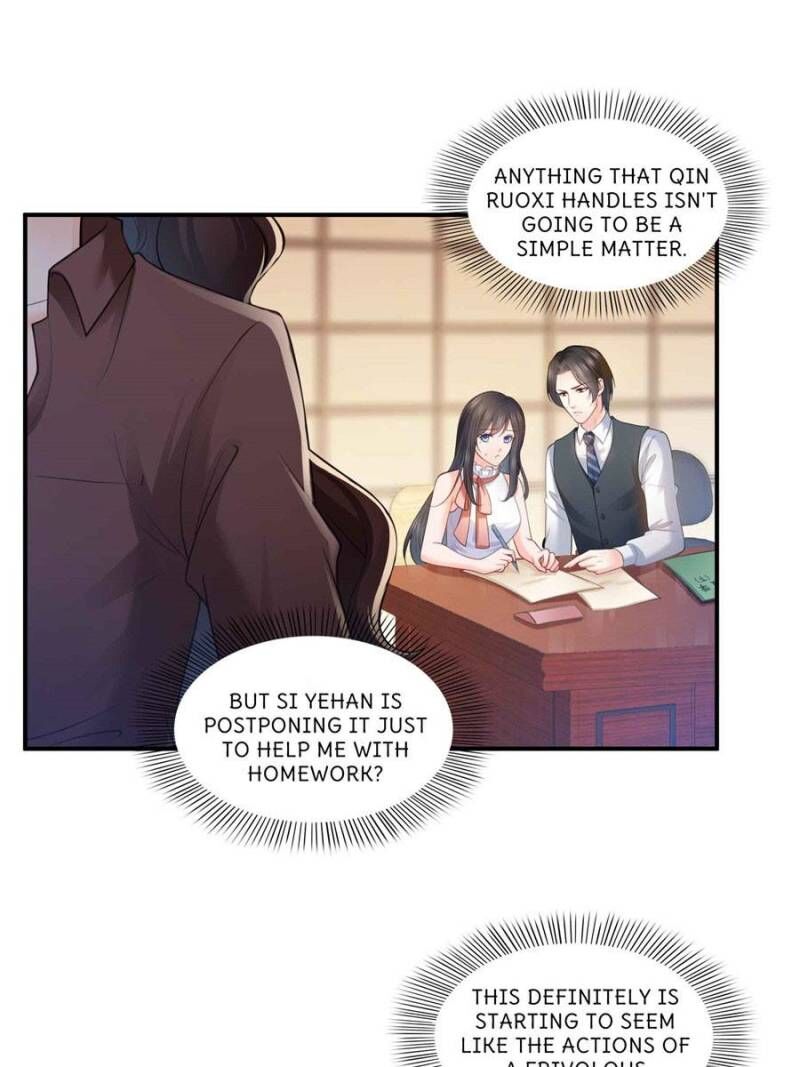 ANYTHING THAT QIN
RUOXI HANDLES ISN'T
GOING TO BE A
SIMPLE MATTER.
BUT SI YEHAN IS
POSTPONING IT JUST
TO HELP ME WITH
HOMEWORK?
THIS DEFINITELY IS
STARTING TO SEEM
LIKE THE ACTIONS OF
A FRIVOLOUS